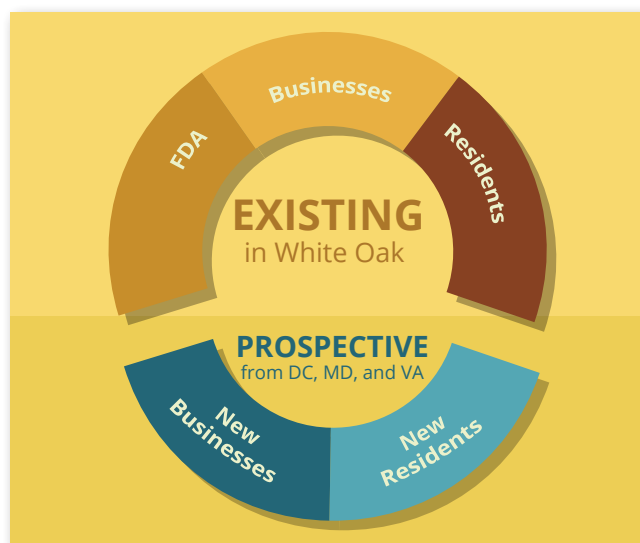 Businesses
FDA
Residents
EXISTING
in White Oak
PROSPECTIVE
from DC, MD, and VA
New
Businesses
New
Residents